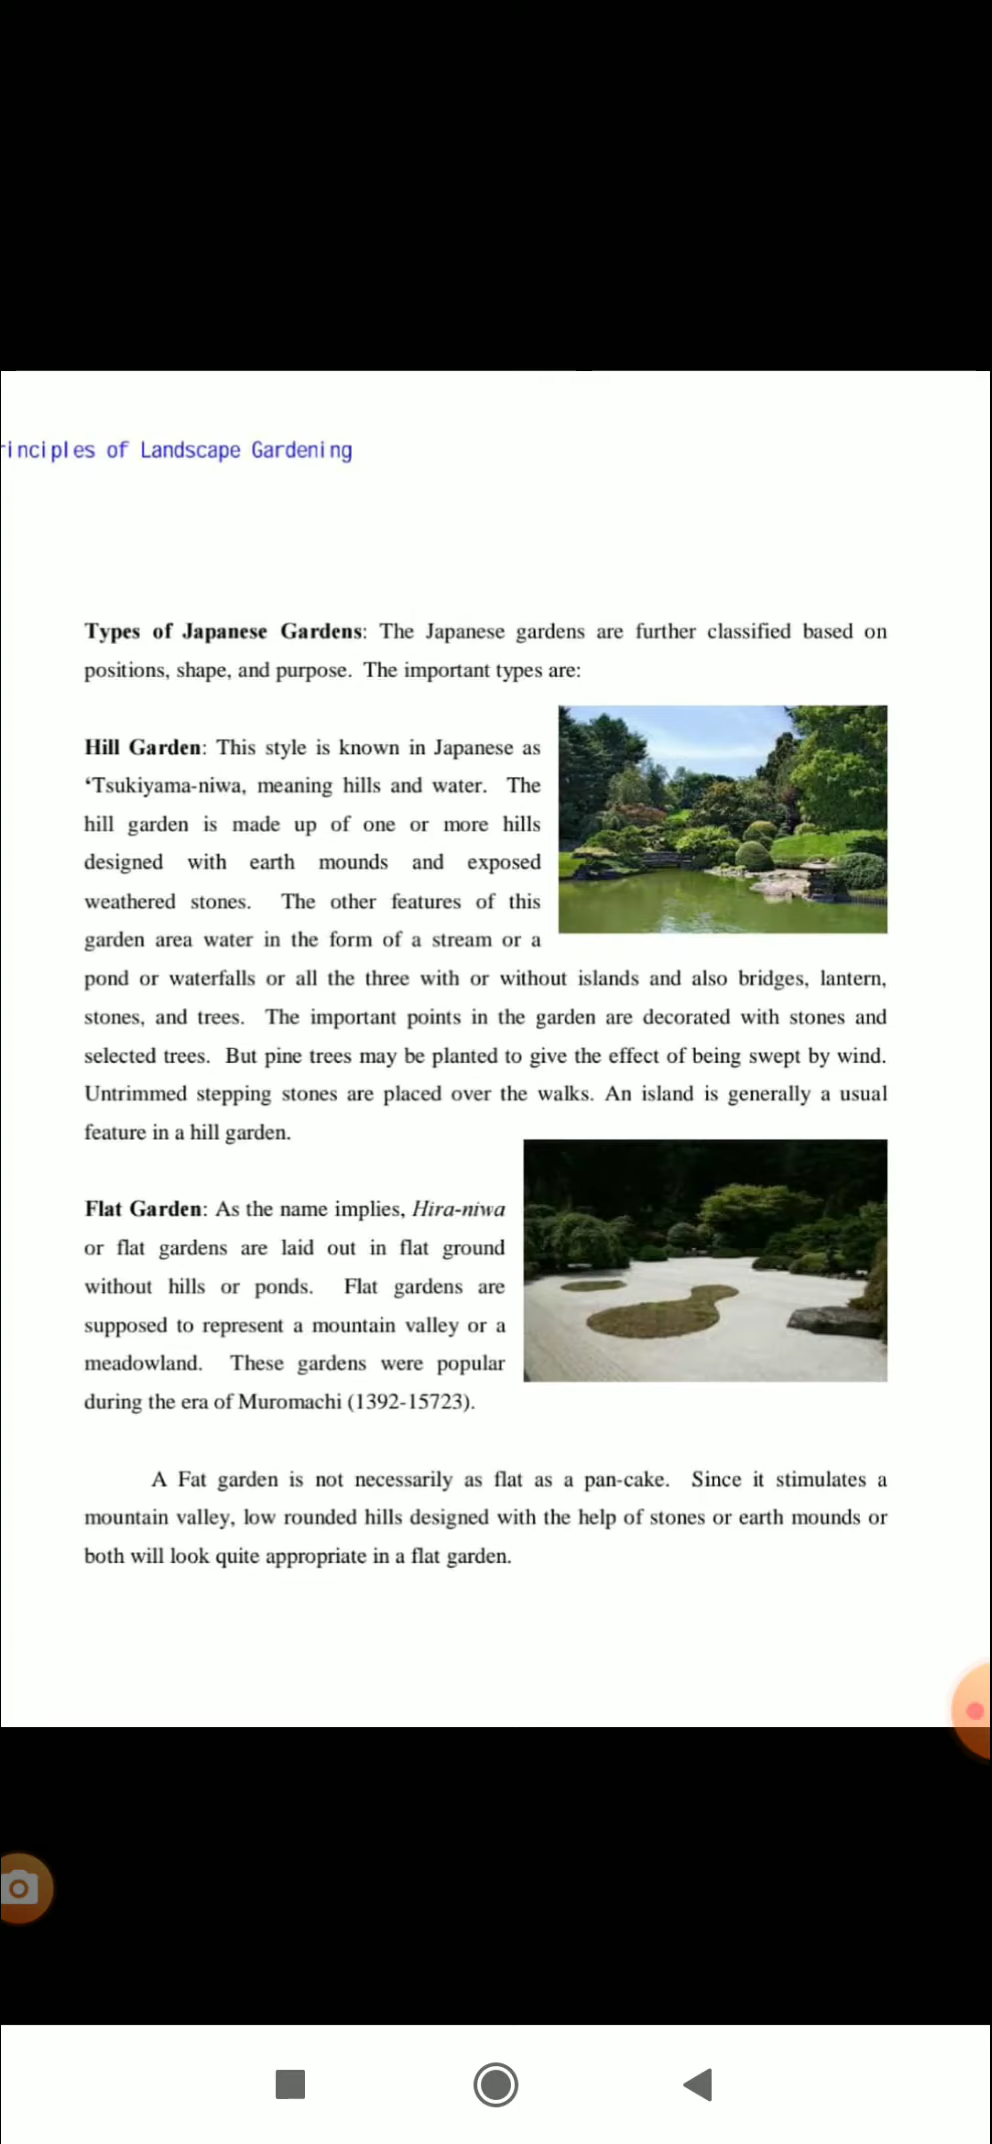 rinciples of Landscape Gardening
Types of Japanese Gardens: The Japanese gardens are further classified based on
positions, shape, and purpose. The important types are:
Hill Garden: This style is known in Japanese as
‘Tsukiyama-niwa, meaning hills and water. The
hill garden is made up of one or more hills
designed with earth mounds and exposed
weathered stones. The other features of this
garden area water in the form of a stream or a
pond or waterfalls or all the three with or without islands and also bridges, lantern,
stones, and trees. The important points in the garden are decorated with stones and
selected trees. But pine trees may be planted to give the effect of being swept by wind.
Untrimmed stepping stones are placed over the walks. An island is generally a usual
feature in a hill garden.
Flat Garden: As the name implies, Hira-niwa
or flat gardens are laid out in flat ground
without hills or ponds. Flat gardens are
supposed to represent a mountain valley or a
meadowland. These gardens were popular
during the era of Muromachi (1392-15723).
A Fat garden is not necessarily as flat as a pan-cake. Since it stimulates a
mountain valley, low rounded hills designed with the help of stones or earth mounds or
both will look quite appropriate in a flat garden.